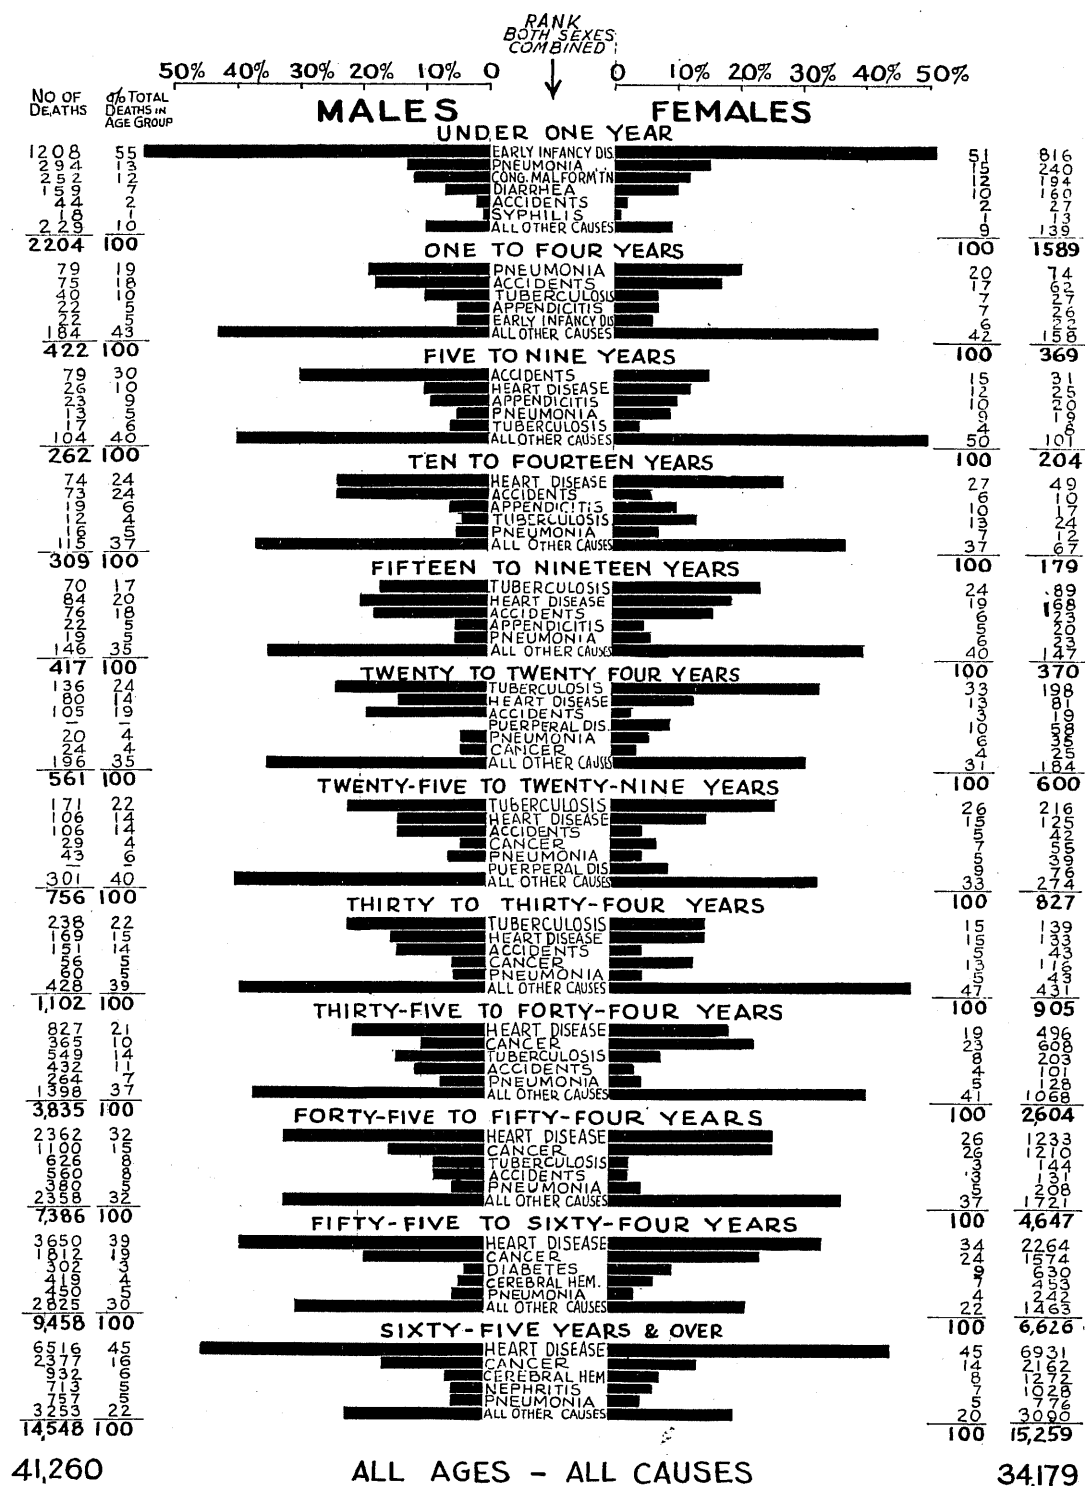 RANK
BOTH SEXES
COMBINED
50% 40% 30% 20% 10% 0 0 10% 20% 30% 40% 50%
NO OF DEATHS % TOTAL DEATHS IN AGE GROUP MALES FEMALES
UNDER ONE YEAR
1208 55 EARLY INFANCY DIS. 51 816
294 13 PNEUMONIA 15 240
252 12 CONG. MALFORMT'N 12 194
159 7 DIARRHEA 10 160
44 2 ACCIDENTS 2 27
18 1 SYPHILIS 1 13
229 10 ALL OTHER CAUSES 9 139
2204 100 100 1589
ONE TO FOUR YEARS
79 19 PNEUMONIA 20 74
75 18 ACCIDENTS 17 62
40 10 TUBERCULOSIS 7 27
22 5 APPENDICITIS 7 26
22 5 EARLY INFANCY DIS 6 22
184 43 ALL OTHER CAUSES 42 158
422 100 100 369
FIVE TO NINE YEARS
79 30 ACCIDENTS 15 31
26 10 HEART DISEASE 12 25
23 9 APPENDICITIS 10 20
13 5 PNEUMONIA 9 19
17 6 TUBERCULOSIS 4 8
104 40 ALL OTHER CAUSES 50 101
262 100 100 204
TEN TO FOURTEEN YEARS
74 24 HEART DISEASE 27 49
73 24 ACCIDENTS 6 10
19 6 APPENDICITIS 10 17
12 4 TUBERCULOSIS 13 24
16 5 PNEUMONIA 7 12
115 37 ALL OTHER CAUSES 37 67
309 100 100 179
FIFTEEN TO NINETEEN YEARS
70 17 TUBERCULOSIS 24 89
84 20 HEART DISEASE 19 168
76 18 ACCIDENTS 6 23
22 5 APPENDICITIS 5 20
19 5 PNEUMONIA 6 23
146 35 ALL OTHER CAUSES 40 147
417 100 100 370
TWENTY TO TWENTY FOUR YEARS
136 24 TUBERCULOSIS 33 198
80 14 HEART DISEASE 13 81
105 19 ACCIDENTS 3 19
– – PUERPERAL DIS. 10 58
20 4 PNEUMONIA 6 35
24 4 CANCER 4 25
196 35 ALL OTHER CAUSES 31 184
561 100 100 600
TWENTY-FIVE TO TWENTY-NINE YEARS
171 22 TUBERCULOSIS 26 216
106 14 HEART DISEASE 15 125
106 14 ACCIDENTS 5 42
29 4 CANCER 7 55
43 6 PNEUMONIA 5 39
– – PUERPERAL DIS. 9 76
301 40 ALL OTHER CAUSES 33 274
756 100 100 827
THIRTY TO THIRTY-FOUR YEARS
238 22 TUBERCULOSIS 15 139
169 15 HEART DISEASE 15 133
151 14 ACCIDENTS 5 43
56 5 CANCER 13 116
60 5 PNEUMONIA 5 43
428 39 ALL OTHER CAUSES 47 431
1,102 100 100 905
THIRTY-FIVE TO FORTY-FOUR YEARS
827 21 HEART DISEASE 19 496
365 10 CANCER 23 608
549 14 TUBERCULOSIS 8 203
432 11 ACCIDENTS 4 101
264 7 PNEUMONIA 5 128
1398 37 ALL OTHER CAUSES 41 1068
3,835 100 100 2604
FORTY-FIVE TO FIFTY-FOUR YEARS
2362 32 HEART DISEASE 26 1233
1100 15 CANCER 26 1210
626 8 TUBERCULOSIS 3 144
560 8 ACCIDENTS 3 131
380 5 PNEUMONIA 5 208
2358 32 ALL OTHER CAUSES 37 1721
7,386 100 100 4,647
FIFTY-FIVE TO SIXTY-FOUR YEARS
3650 39 HEART DISEASE 34 2264
1812 19 CANCER 24 1574
302 3 DIABETES 9 630
419 4 CEREBRAL HEM. 7 453
450 5 PNEUMONIA 4 242
2825 30 ALL OTHER CAUSES 22 1463
9,458 100 100 6,626
SIXTY-FIVE YEARS & OVER
6516 45 HEART DISEASE 45 6931
2377 16 CANCER 14 2162
932 6 CEREBRAL HEM 8 1272
713 5 NEPHRITIS 7 1028
757 5 PNEUMONIA 5 776
3253 22 ALL OTHER CAUSES 20 3090
14,548 100 100 15,259
41,260 ALL AGES – ALL CAUSES 34,179